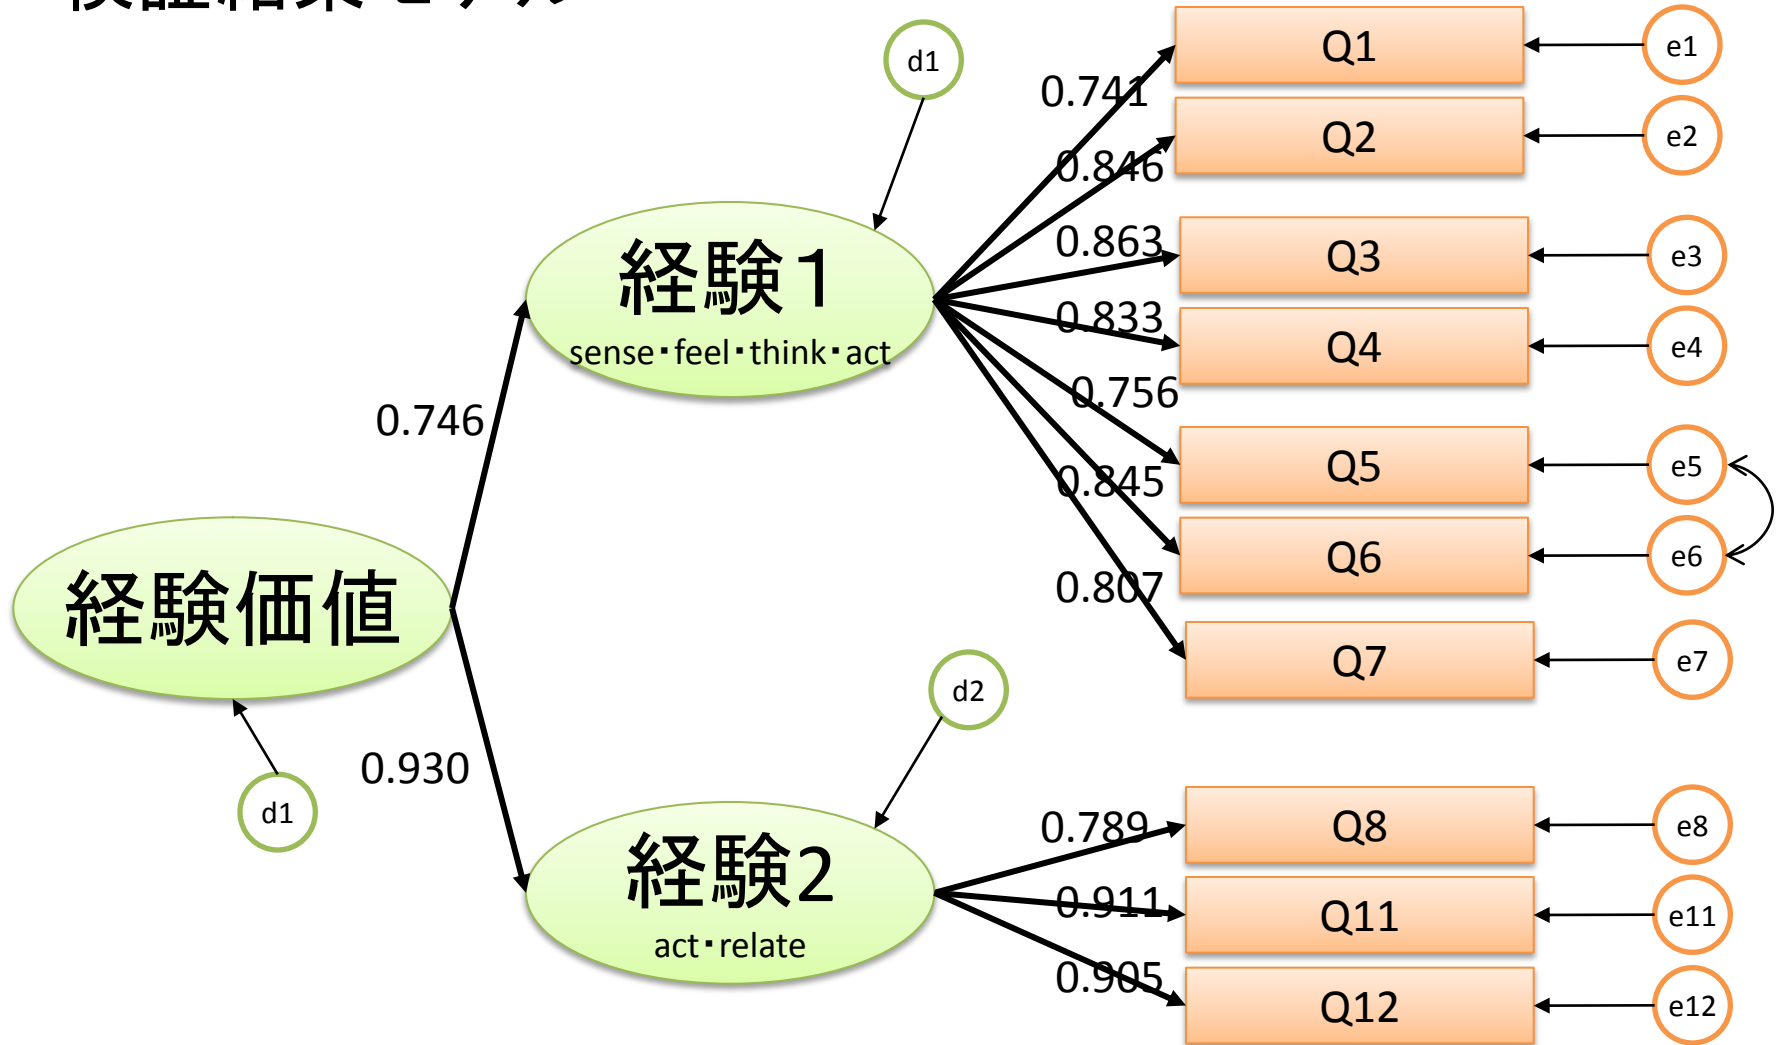 d1
Q1
e1
0.741
Q2
e2
0.846
経験1
sense・feel・think・act
0.863
Q3
e3
0.833
Q4
e4
0.756
0.746
Q5
e5
0.845
Q6
e6
0.807
経験価値
Q7
e7
d2
0.930
d1
0.789
Q8
e8
経験2
act・relate
0.911
Q11
e11
0.905
Q12
e12